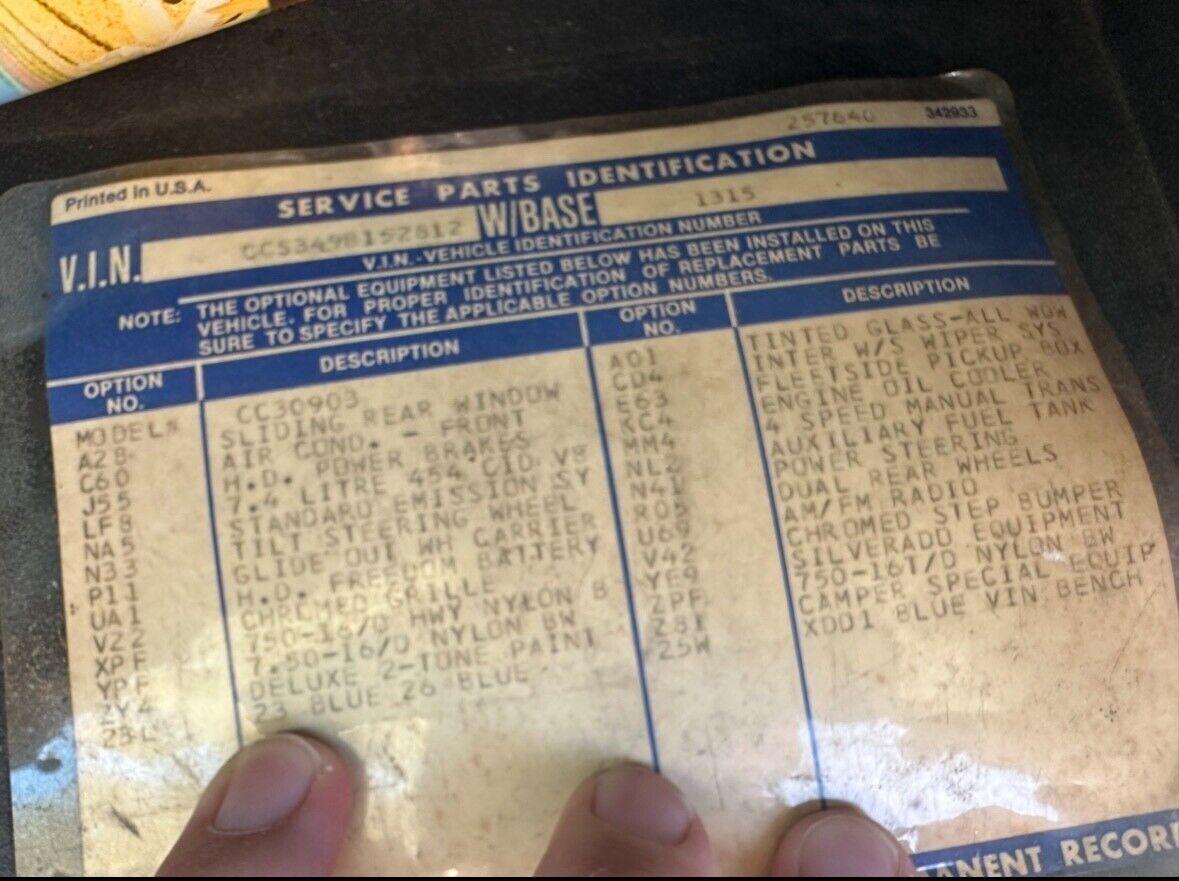 257640 342933
Printed in U.S.A.
SERVICE PARTS IDENTIFICATION
V.I.N. CCS349B152812 W/BASE 1315
V.I.N.-VEHICLE IDENTIFICATION NUMBER
NOTE: THE OPTIONAL EQUIPMENT LISTED BELOW HAS BEEN INSTALLED ON THIS
VEHICLE. FOR PROPER IDENTIFICATION OF REPLACEMENT PARTS BE
SURE TO SPECIFY THE APPLICABLE OPTION NUMBERS.
OPTION NO. DESCRIPTION OPTION NO. DESCRIPTION
MODEL% CC30903
A28 SLIDING REAR WINDOW
C60 AIR COND. - FRONT
J55 H.D. POWER BRAKES
LF8 7.4 LITRE 454 CID V8
NA5 STANDARD EMISSION SY
N33 TILT STEERING WHEEL
P11 GLIDE OUT WH CARRIER
UA1 H.D. FREEDOM BATTERY
V22 CHROMED GRILLE
XPF 750-16/D HWY NYLON B
YPF 7.50-16/D NYLON BW
ZY4 DELUXE 2-TONE PAINT
23L 23 BLUE 26 BLUE
A01 TINTED GLASS-ALL WDW
CD4 INTER W/S WIPER SYS
E63 FLEETSIDE PICKUP BOX
KC4 ENGINE OIL COOLER
MM4 4 SPEED MANUAL TRANS
NL2 AUXILIARY FUEL TANK
N41 POWER STEERING
R05 DUAL REAR WHEELS
U69 AM/FM RADIO
V42 CHROMED STEP BUMPER
YE9 SILVERADO EQUIPMENT
ZPF 750-16T/D NYLON BW
Z81 CAMPER SPECIAL EQUIP
25W XDD1 BLUE VIN BENCH
ANENT RECOR